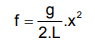 f = g/2.L .x²